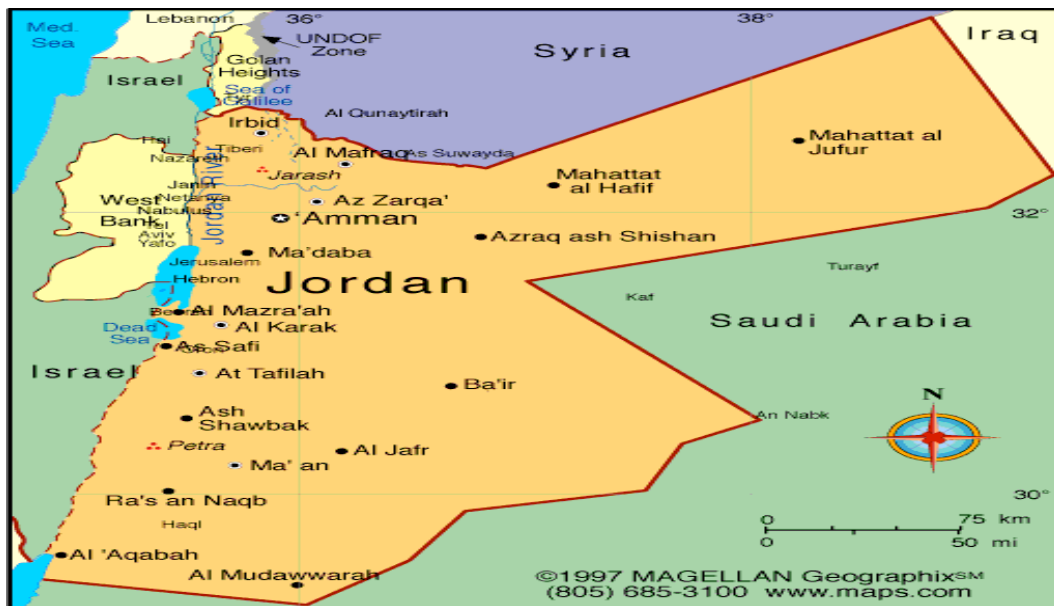 Lebanon
36°
38°
Med.
Sea
UNDOF
Zone
Syria
Iraq
Golan
Heights
Israel
Sea of
Galilee
Al Qunaytirah
Irbid
Tiberi
Al Mafraq
As Suwayda
Mahattat al
Jufur
Nazareth
Jarash
Mahattat
al Hafif
Janin
West
Bank
Netanya
Nabulus
Jordan River
Az Zarqa'
'Amman
32°
Tel
Aviv
Yafo
Azraq ash Shishan
Ma'daba
Jerusalem
Hebron
Jordan
Turayf
Kaf
Al Mazra'ah
Saudi Arabia
Dead
Sea
Al Karak
As Safi
Israel
At Tafilah
Ba'ir
Ash
Shawbak
An Nabk
N
Petra
Al Jafr
Ma'an
Ra's an Naqb
30°
Haql
0 75 km
0 50 mi
Al 'Aqabah
Al Mudawwarah
©1997 MAGELLAN Geographix℠
(805) 685-3100 www.maps.com